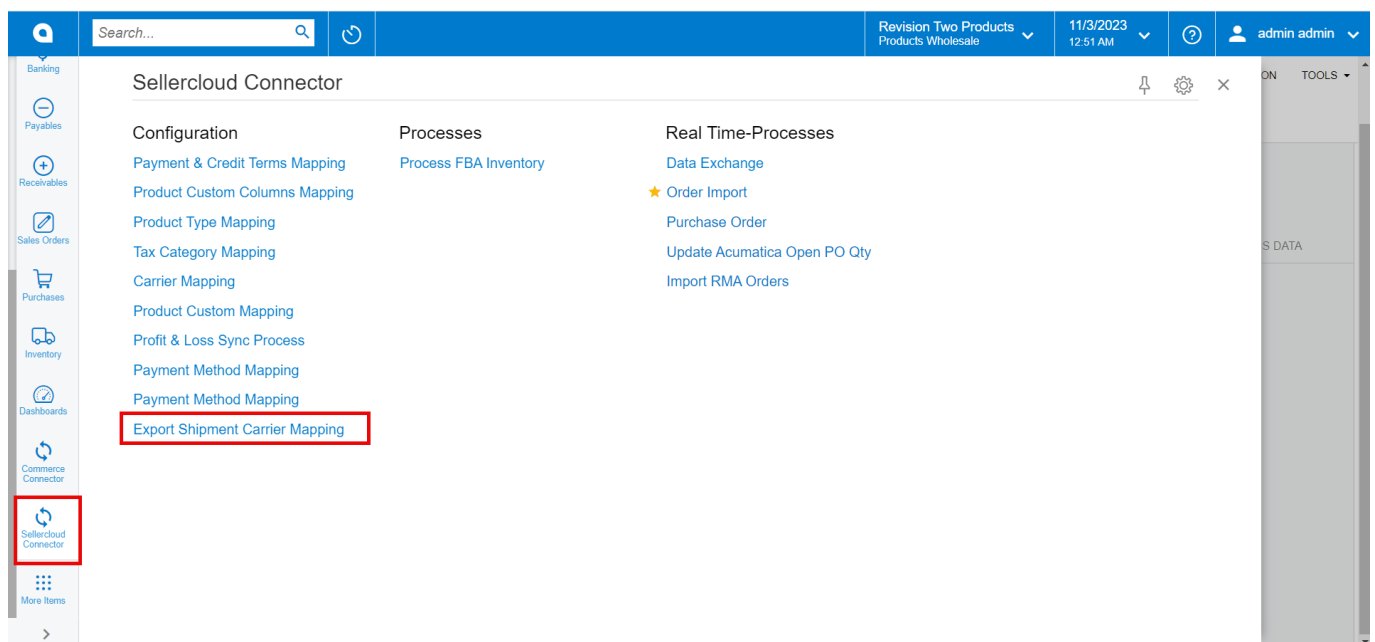 Search...
Revision Two Products
Products Wholesale
11/3/2023
12:51 AM
admin admin
Banking
Payables
Receivables
Sales Orders
Purchases
Inventory
Dashboards
Commerce
Connector
Sellercloud
Connector
More Items
Sellercloud Connector
Configuration
Payment & Credit Terms Mapping
Product Custom Columns Mapping
Product Type Mapping
Tax Category Mapping
Carrier Mapping
Product Custom Mapping
Profit & Loss Sync Process
Payment Method Mapping
Payment Method Mapping
Export Shipment Carrier Mapping
Processes
Process FBA Inventory
Real Time-Processes
Data Exchange
Order Import
Purchase Order
Update Acumatica Open PO Qty
Import RMA Orders
ON TOOLS
S DATA